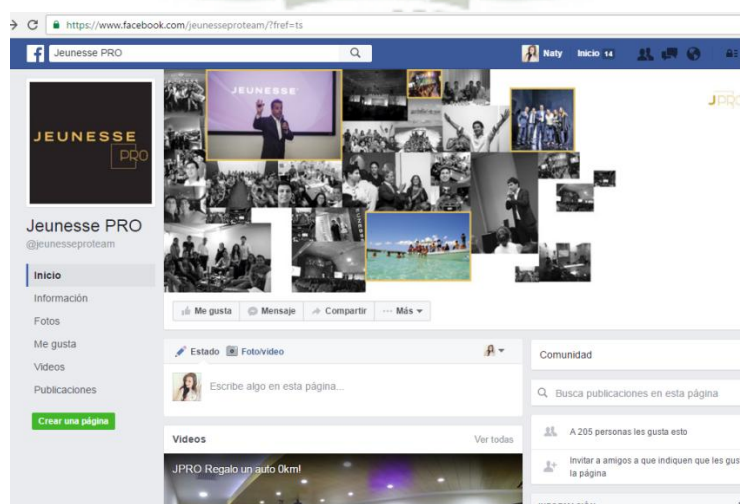 https://www.facebook.com/jeunesseproteam/?fref=ts
Jeunesse PRO
Naty Inicio 14
JEUNESSE
PRO
JEUNESSE
JPRO
Jeunesse PRO
@jeunesseproteam
Inicio
Información
Fotos
Me gusta
Videos
Publicaciones
Crear una página
Me gusta Mensaje Compartir ··· Más
Estado Foto/video
Escribe algo en esta página...
Videos Ver todas
JPRO Regalo un auto 0km!
Comunidad
Busca publicaciones en esta página
A 205 personas les gusta esto
Invitar a amigos a que indiquen que les gus
la página